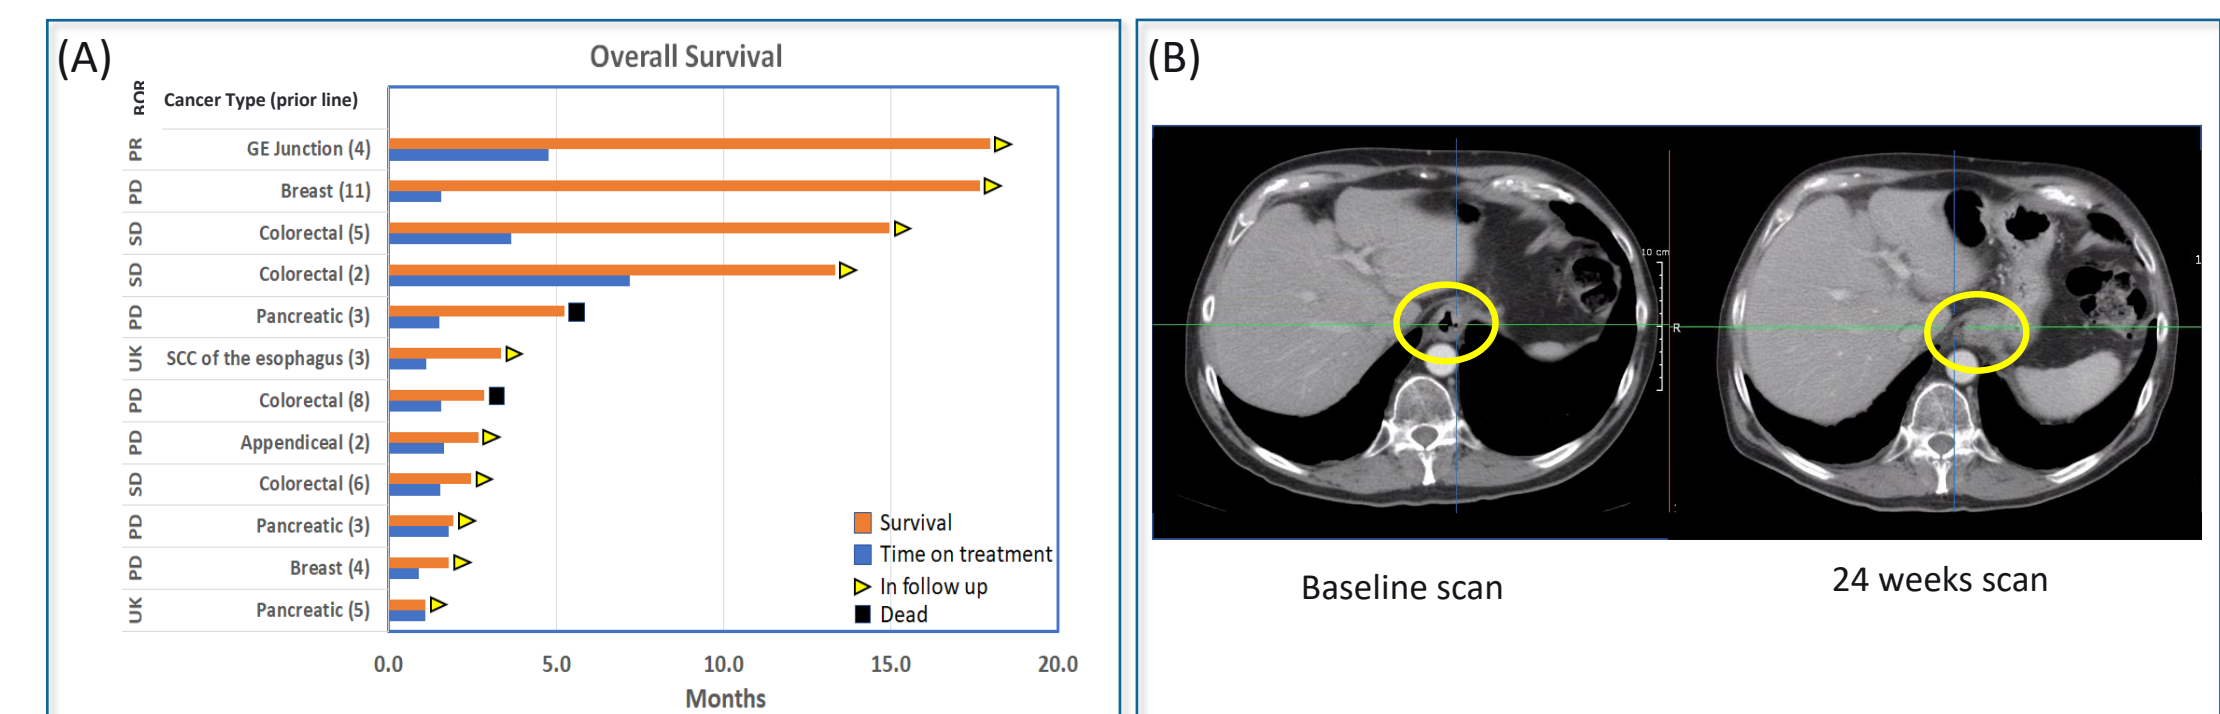 (A)
Overall Survival
BOR Cancer Type (prior line)
PR GE Junction (4)
PD Breast (11)
SD Colorectal (5)
SD Colorectal (2)
PD Pancreatic (3)
UK SCC of the esophagus (3)
PD Colorectal (8)
PD Appendiceal (2)
SD Colorectal (6)
PD Pancreatic (3)
PD Breast (4)
UK Pancreatic (5)
Survival
Time on treatment
In follow up
Dead
0.0 5.0 10.0 15.0 20.0
Months
(B)
10 cm
R
1
Baseline scan
24 weeks scan